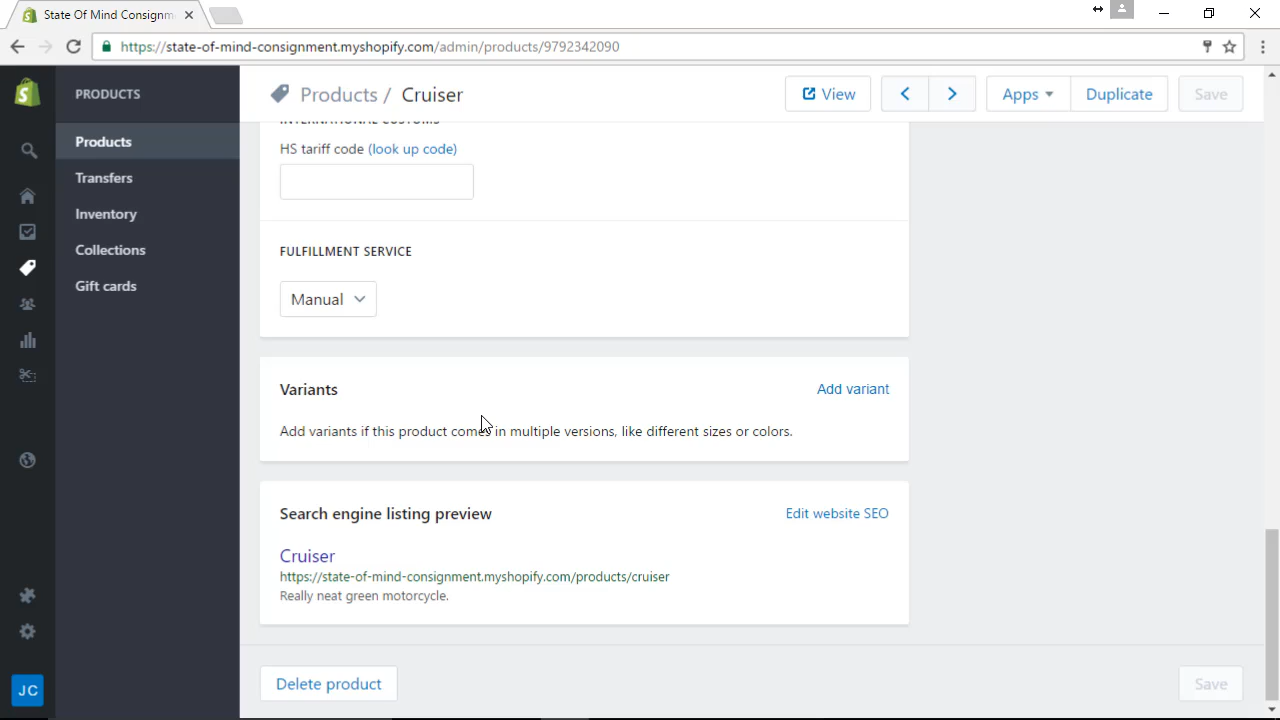 State Of Mind Consignm
https://state-of-mind-consignment.myshopify.com/admin/products/9792342090
PRODUCTS
Products
Transfers
Inventory
Collections
Gift cards
JC
Products / Cruiser
View
Apps
Duplicate
Save
INTERNATIONAL CUSTOMS
HS tariff code (look up code)
FULFILLMENT SERVICE
Manual
Variants
Add variant
Add variants if this product comes in multiple versions, like different sizes or colors.
Search engine listing preview
Edit website SEO
Cruiser
https://state-of-mind-consignment.myshopify.com/products/cruiser
Really neat green motorcycle.
Delete product
Save